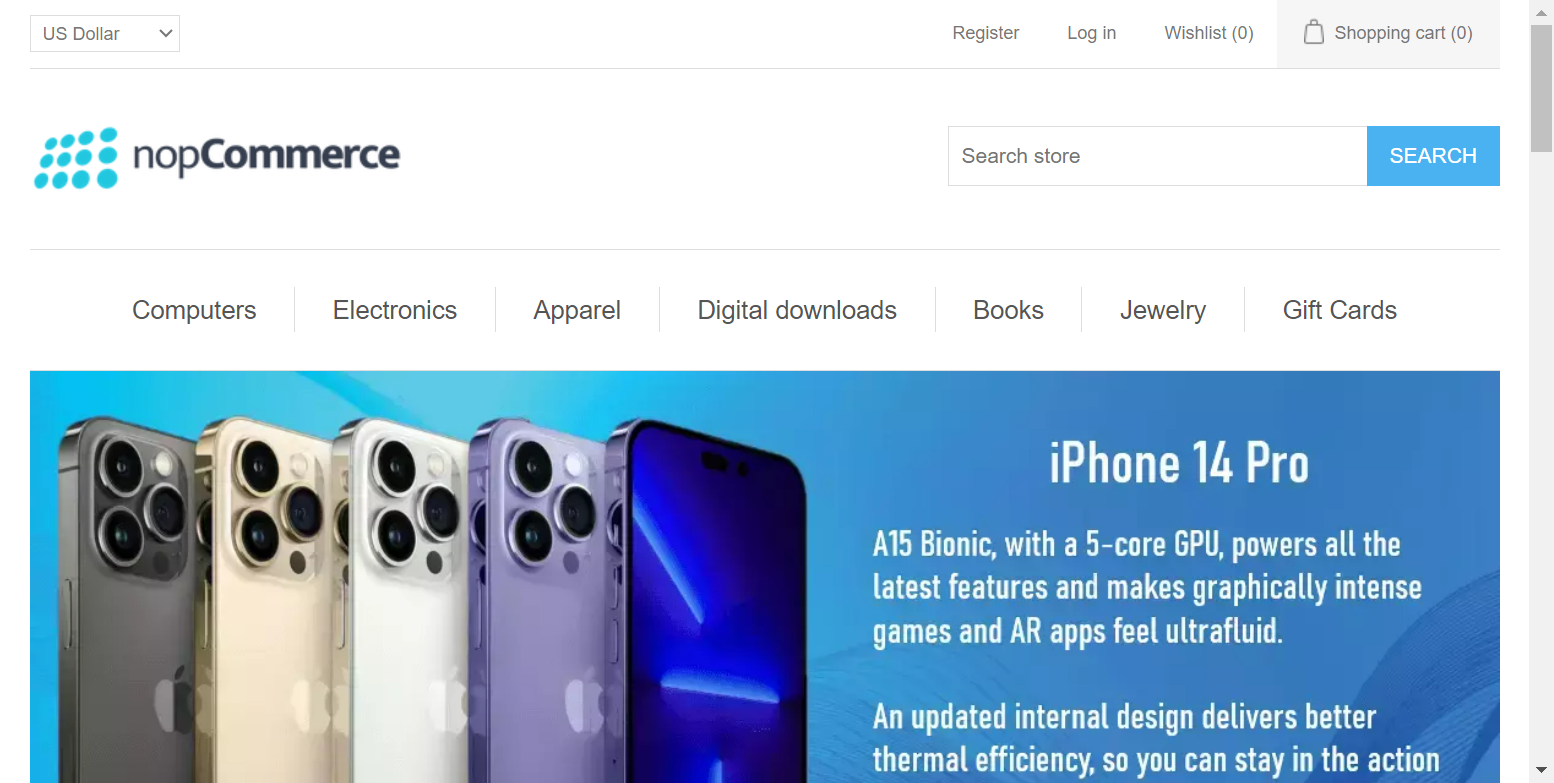 US Dollar
Register
Log in
Wishlist (0)
Shopping cart (0)
nopCommerce
Search store
SEARCH
Computers
Electronics
Apparel
Digital downloads
Books
Jewelry
Gift Cards
iPhone 14 Pro
A15 Bionic, with a 5-core GPU, powers all the
latest features and makes graphically intense
games and AR apps feel ultrafluid.
An updated internal design delivers better
thermal efficiency, so you can stay in the action